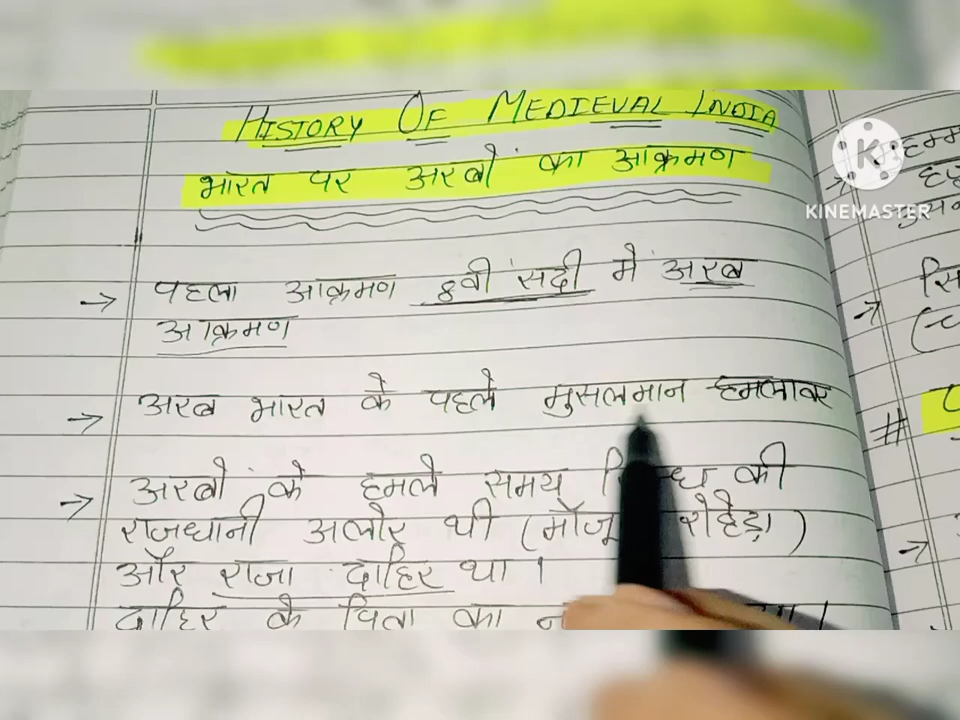 HISTORY OF MEDIEVAL INDIA
भारत पर अरबों का आक्रमण
→ पहला आक्रमण 8वीं सदी में अरब
आक्रमण
→ अरब भारत के पहले मुसलमान हमलावर
→ अरबों के हमले समय की
राजधानी अलोर थी ( रोहेड़ा )
और राजा दाहिर था ।
दाहिर के पिता का
KINEMASTER
#